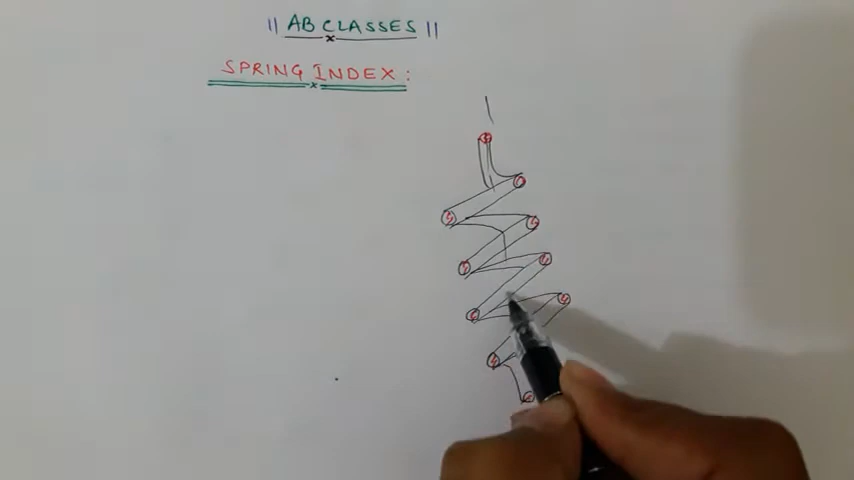 || AB CLASSES ||
SPRING INDEX: